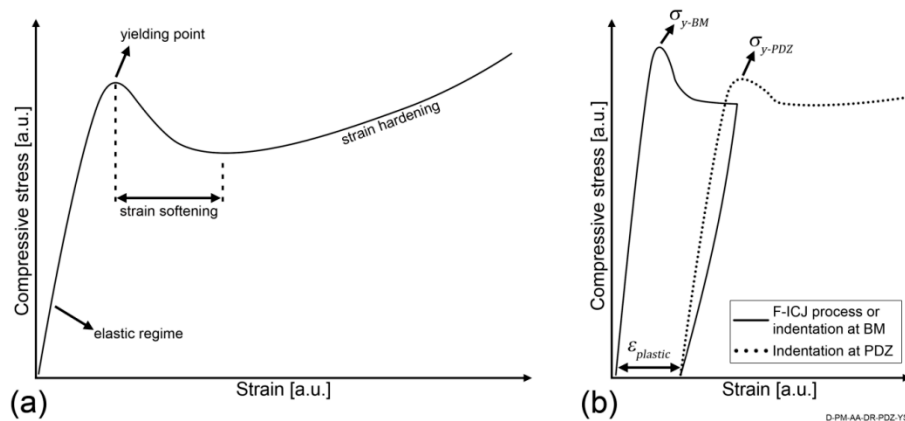 yielding point
strain hardening
strain softening
elastic regime
Compressive stress [a.u.]
Strain [a.u.]
(a)
σy-BM
σy-PDZ
Compressive stress [a.u.]
F-ICJ process or
indentation at BM
Indentation at PDZ
εplastic
Strain [a.u.]
(b)